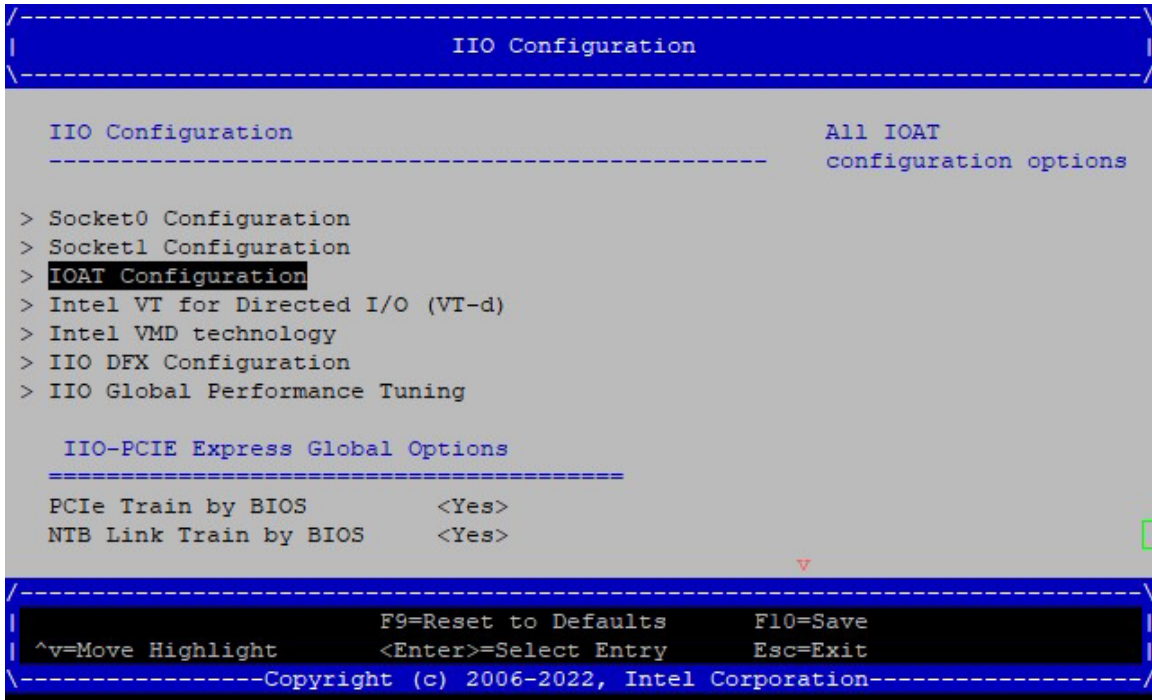 /------------------------------------------------------------------------------\
| IIO Configuration |
\------------------------------------------------------------------------------/
IIO Configuration All IOAT
-------------------------------------------------- configuration options
> Socket0 Configuration
> Socket1 Configuration
> IOAT Configuration
> Intel VT for Directed I/O (VT-d)
> Intel VMD technology
> IIO DFX Configuration
> IIO Global Performance Tuning
IIO-PCIE Express Global Options
========================================
PCIe Train by BIOS <Yes>
NTB Link Train by BIOS <Yes>
/------------------------------------------------------------------------------\
| F9=Reset to Defaults F10=Save |
| ^v=Move Highlight <Enter>=Select Entry Esc=Exit |
\-----------------Copyright (c) 2006-2022, Intel Corporation-------------------/